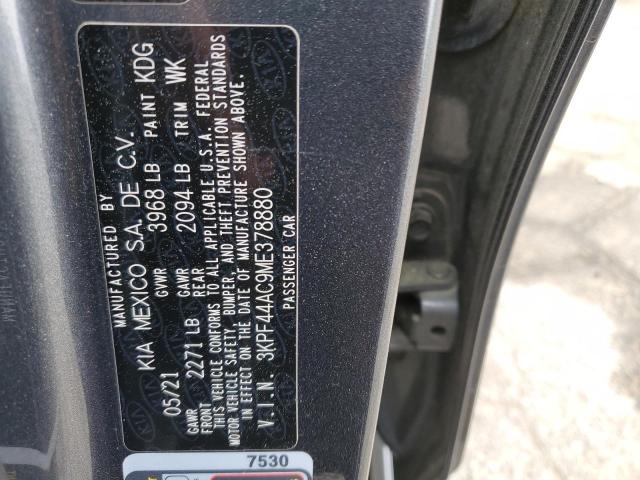 MANUFACTURED BY
KIA MEXICO S.A. DE C.V.
05/21 GVWR 3968 LB PAINT KDG
GAWR FRONT 2271 LB GAWR REAR 2094 LB TRIM WK
THIS VEHICLE CONFORMS TO ALL APPLICABLE U.S.A. FEDERAL
MOTOR VEHICLE SAFETY, BUMPER, AND THEFT PREVENTION STANDARDS
IN EFFECT ON THE DATE OF MANUFACTURE SHOWN ABOVE.
V.I.N. 3KPF44AC9ME378880
PASSENGER CAR
7530